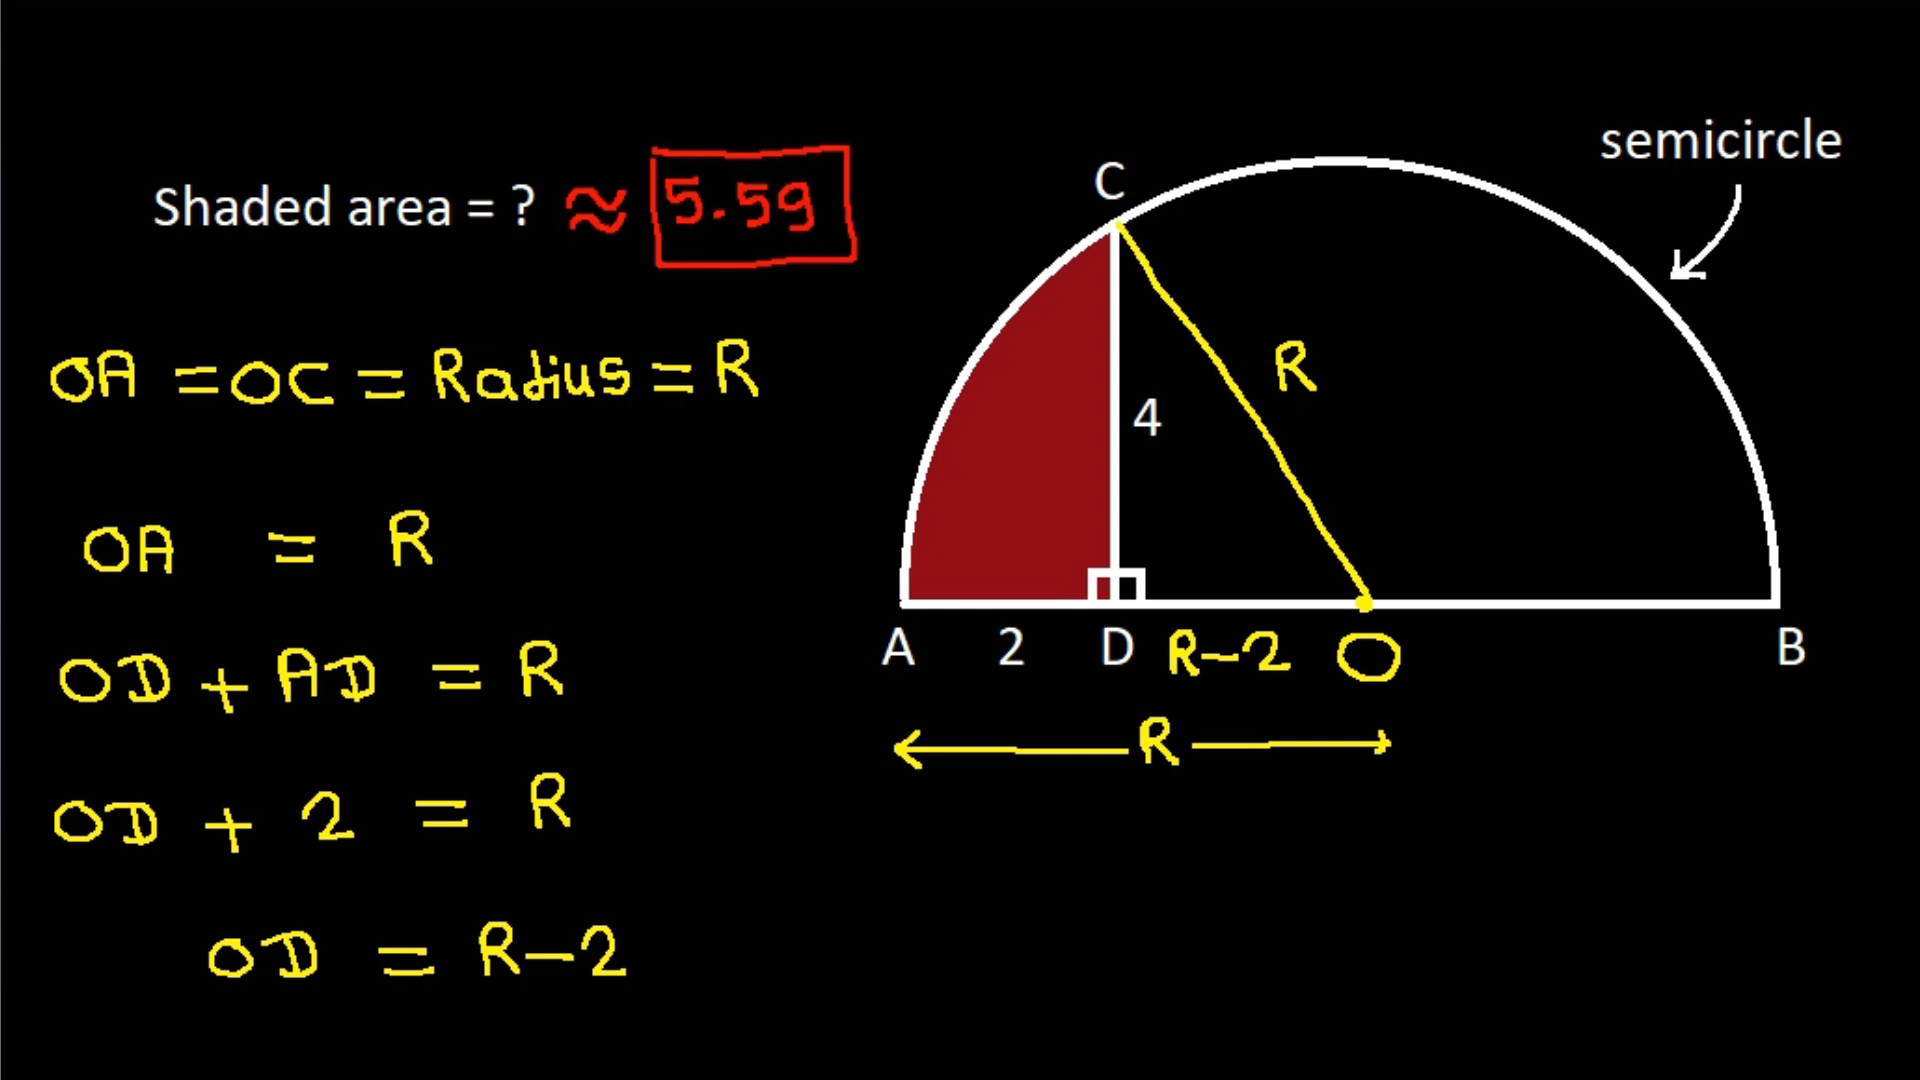 semicircle
C
Shaded area = ? ≈ 5.59
OA = OC = Radius = R
R
4
OA = R
A 2 D R-2 O B
OD + AD = R
R
OD + 2 = R
OD = R-2